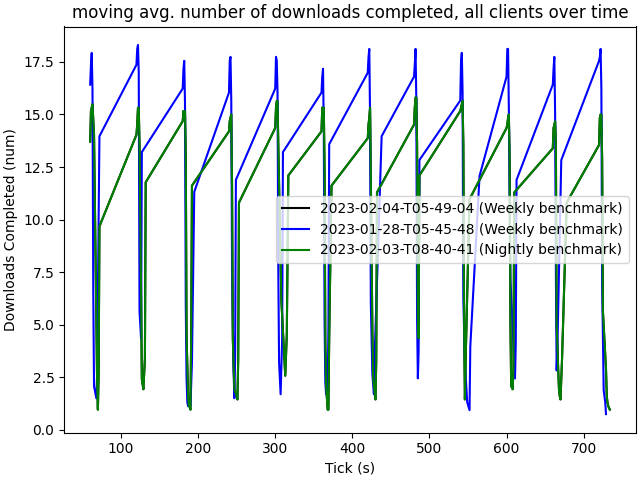 moving avg. number of downloads completed, all clients over time
Downloads Completed (num)
17.5
15.0
12.5
10.0
7.5
5.0
2.5
0.0
2023-02-04-T05-49-04 (Weekly benchmark)
2023-01-28-T05-45-48 (Weekly benchmark)
2023-02-03-T08-40-41 (Nightly benchmark)
100 200 300 400 500 600 700
Tick (s)